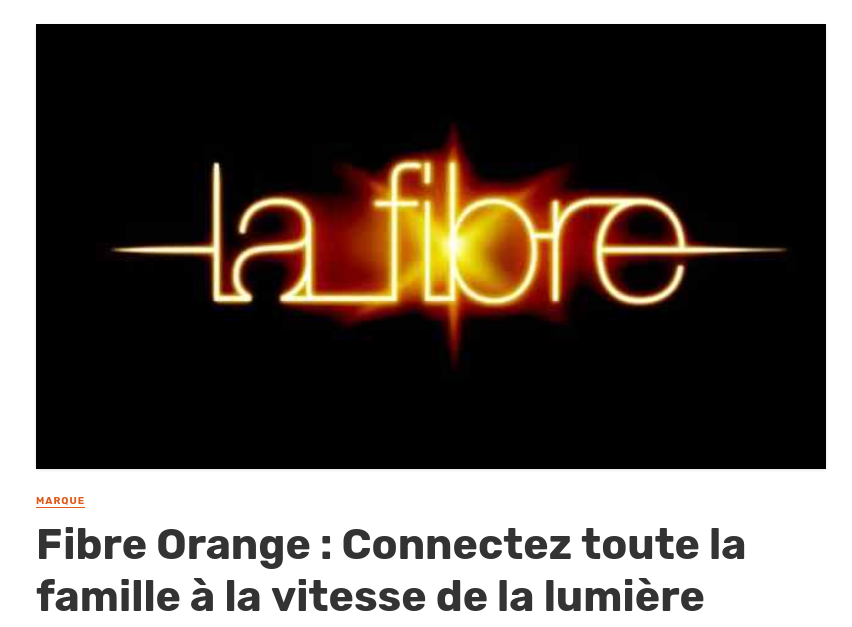 la fibre
MARQUE
Fibre Orange : Connectez toute la
famille à la vitesse de la lumière